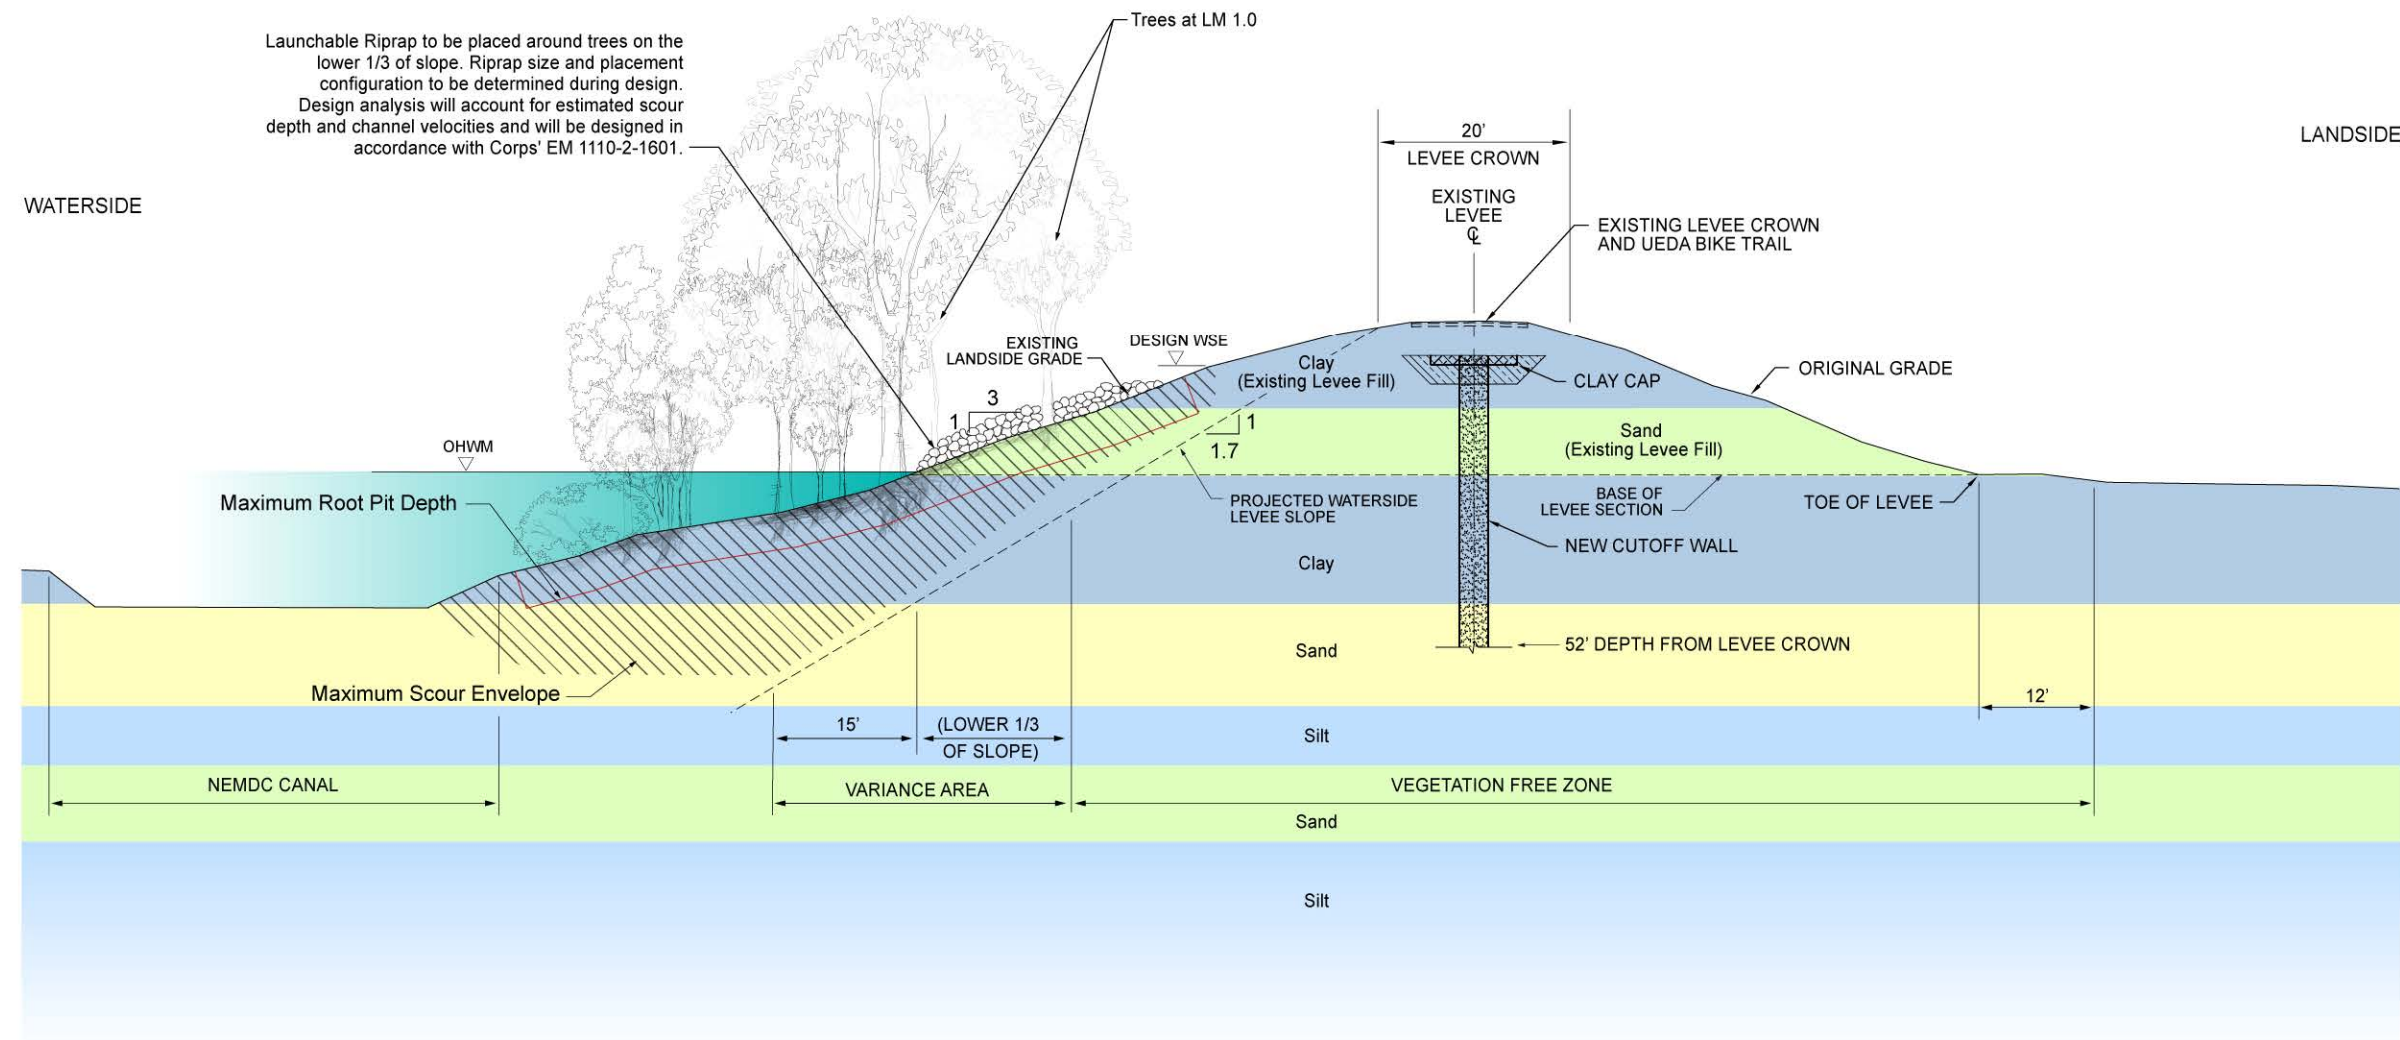 Trees at LM 1.0
Launchable Riprap to be placed around trees on the
lower 1/3 of slope. Riprap size and placement
configuration to be determined during design.
Design analysis will account for estimated scour
depth and channel velocities and will be designed in
accordance with Corps' EM 1110-2-1601.
20'
LEVEE CROWN
LANDSIDE
WATERSIDE
EXISTING
LEVEE
℄
EXISTING LEVEE CROWN
AND UEDA BIKE TRAIL
EXISTING
LANDSIDE GRADE
DESIGN WSE
Clay
(Existing Levee Fill)
CLAY CAP
ORIGINAL GRADE
3
1
1
1.7
Sand
(Existing Levee Fill)
OHWM
Maximum Root Pit Depth
PROJECTED WATERSIDE
LEVEE SLOPE
BASE OF
LEVEE SECTION
TOE OF LEVEE
NEW CUTOFF WALL
Clay
Sand
52' DEPTH FROM LEVEE CROWN
Maximum Scour Envelope
12'
15'
(LOWER 1/3
OF SLOPE)
Silt
NEMDC CANAL
VARIANCE AREA
VEGETATION FREE ZONE
Sand
Silt